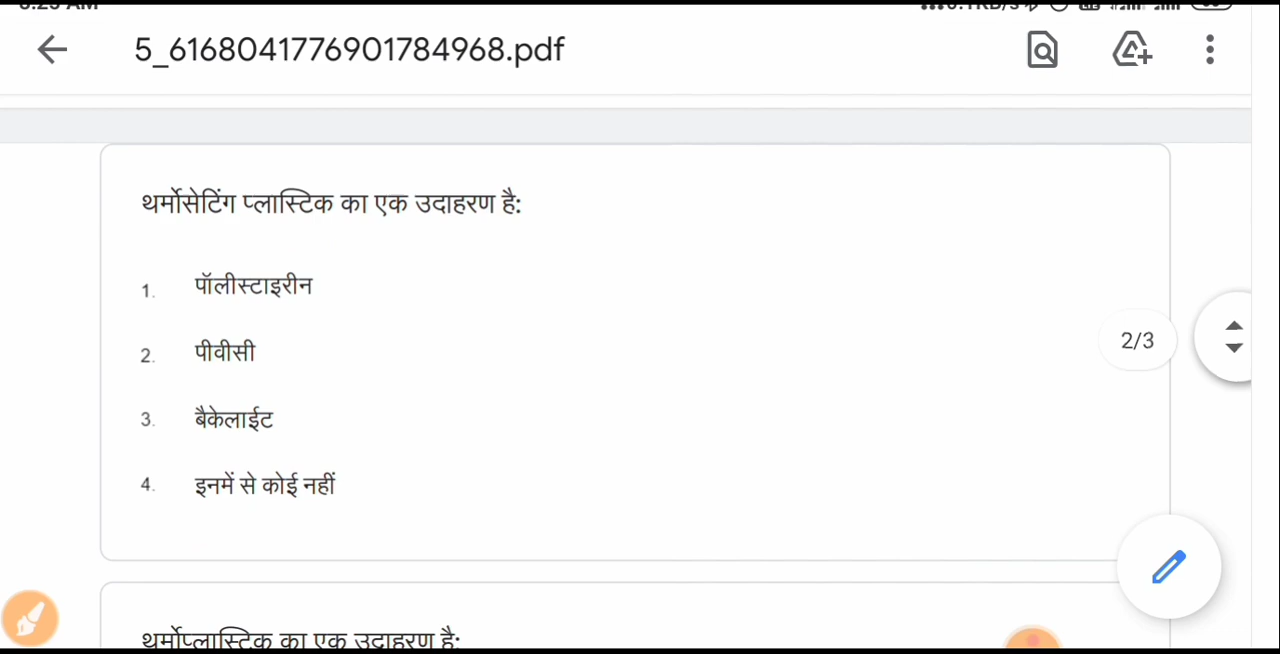 5_6168041776901784968.pdf
थर्मोसेटिंग प्लास्टिक का एक उदाहरण है:
1. पॉलीस्टाइरीन
2. पीवीसी
2/3
3. बैकेलाईट
4. इनमें से कोई नहीं
थर्मोप्लास्टिक का एक उदाहरण है: